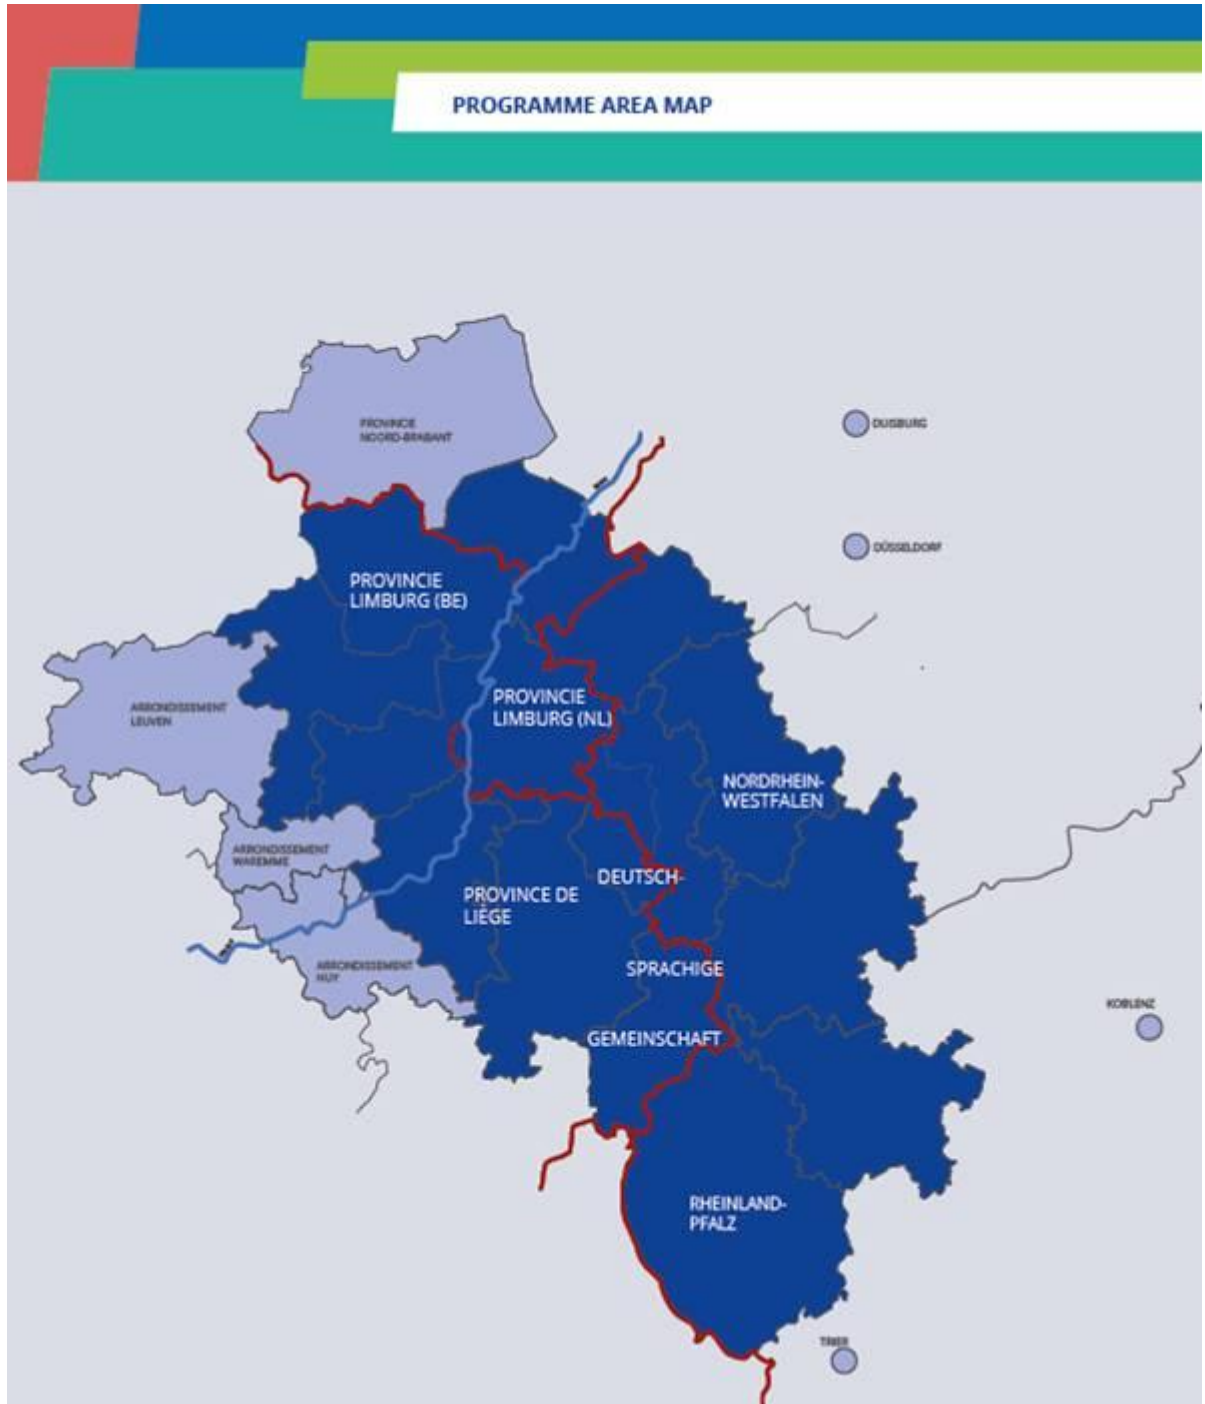 PROGRAMME AREA MAP
PROVINCIE
NOORD-BRABANT
DUISBURG
DÜSSELDORF
PROVINCIE
LIMBURG (BE)
PROVINCIE
LIMBURG (NL)
ARRONDISSEMENT
LEUVEN
NORDRHEIN-
WESTFALEN
ARRONDISSEMENT
WAREMME
DEUTSCH-
PROVINCE DE
LIÈGE
ARRONDISSEMENT
HUY
SPRACHIGE
KOBLENZ
GEMEINSCHAFT
RHEINLAND-
PFALZ
TRIER